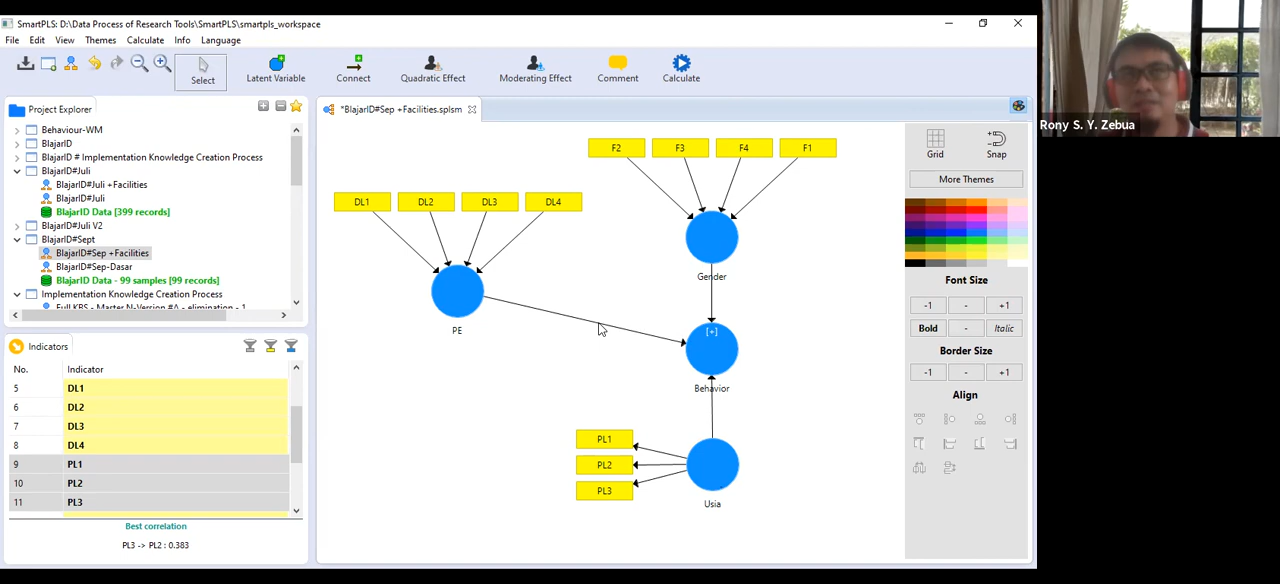 SmartPLS: D:\Data Process of Research Tools\SmartPLS\smartpls_workspace
File Edit View Themes Calculate Info Language
Select
Latent Variable
Connect
Quadratic Effect
Moderating Effect
Comment
Calculate
Project Explorer
Behaviour-WM
BlajarID
BlajarID # Implementation Knowledge Creation Process
BlajarID#Juli
BlajarID#Juli +Facilities
BlajarID#Juli
BlajarID Data [399 records]
BlajarID#Juli V2
BlajarID#Sept
BlajarID#Sep +Facilities
BlajarID#Sep-Dasar
BlajarID Data - 99 samples [99 records]
Implementation Knowledge Creation Process
Full KBS - Master N-Version #A - elimination - 1
Indicators
No. Indicator
5 DL1
6 DL2
7 DL3
8 DL4
9 PL1
10 PL2
11 PL3
Best correlation
PL3 -> PL2 : 0.383
*BlajarID#Sep +Facilities.splsm
F2 F3 F4 F1
DL1 DL2 DL3 DL4
Gender
PE
[+]
Behavior
PL1
PL2
PL3
Usia
Grid
Snap
More Themes
Font Size
-1 - +1
Bold - Italic
Border Size
-1 - +1
Align
Rony S. Y. Zebua